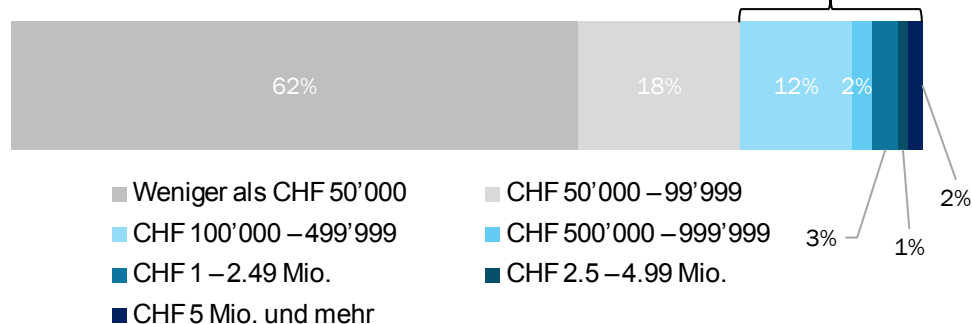 62% 18% 12% 2%
2%
3%
1%
Weniger als CHF 50’000
CHF 50’000 – 99’999
CHF 100’000 – 499’999
CHF 500’000 – 999’999
CHF 1 – 2.49 Mio.
CHF 2.5 – 4.99 Mio.
CHF 5 Mio. und mehr